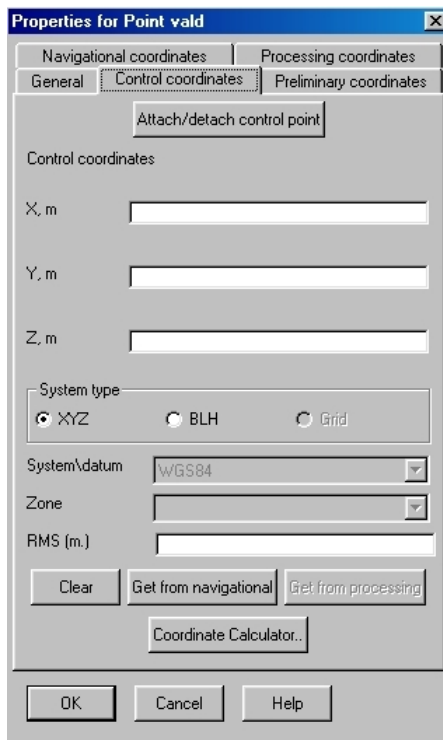 Properties for Point vald
Navigational coordinates Processing coordinates
General Control coordinates Preliminary coordinates
Attach/detach control point
Control coordinates
X, m
Y, m
Z, m
System type
XYZ BLH Grid
System\datum WGS84
Zone
RMS (m.)
Clear Get from navigational Get from processing
Coordinate Calculator..
OK Cancel Help